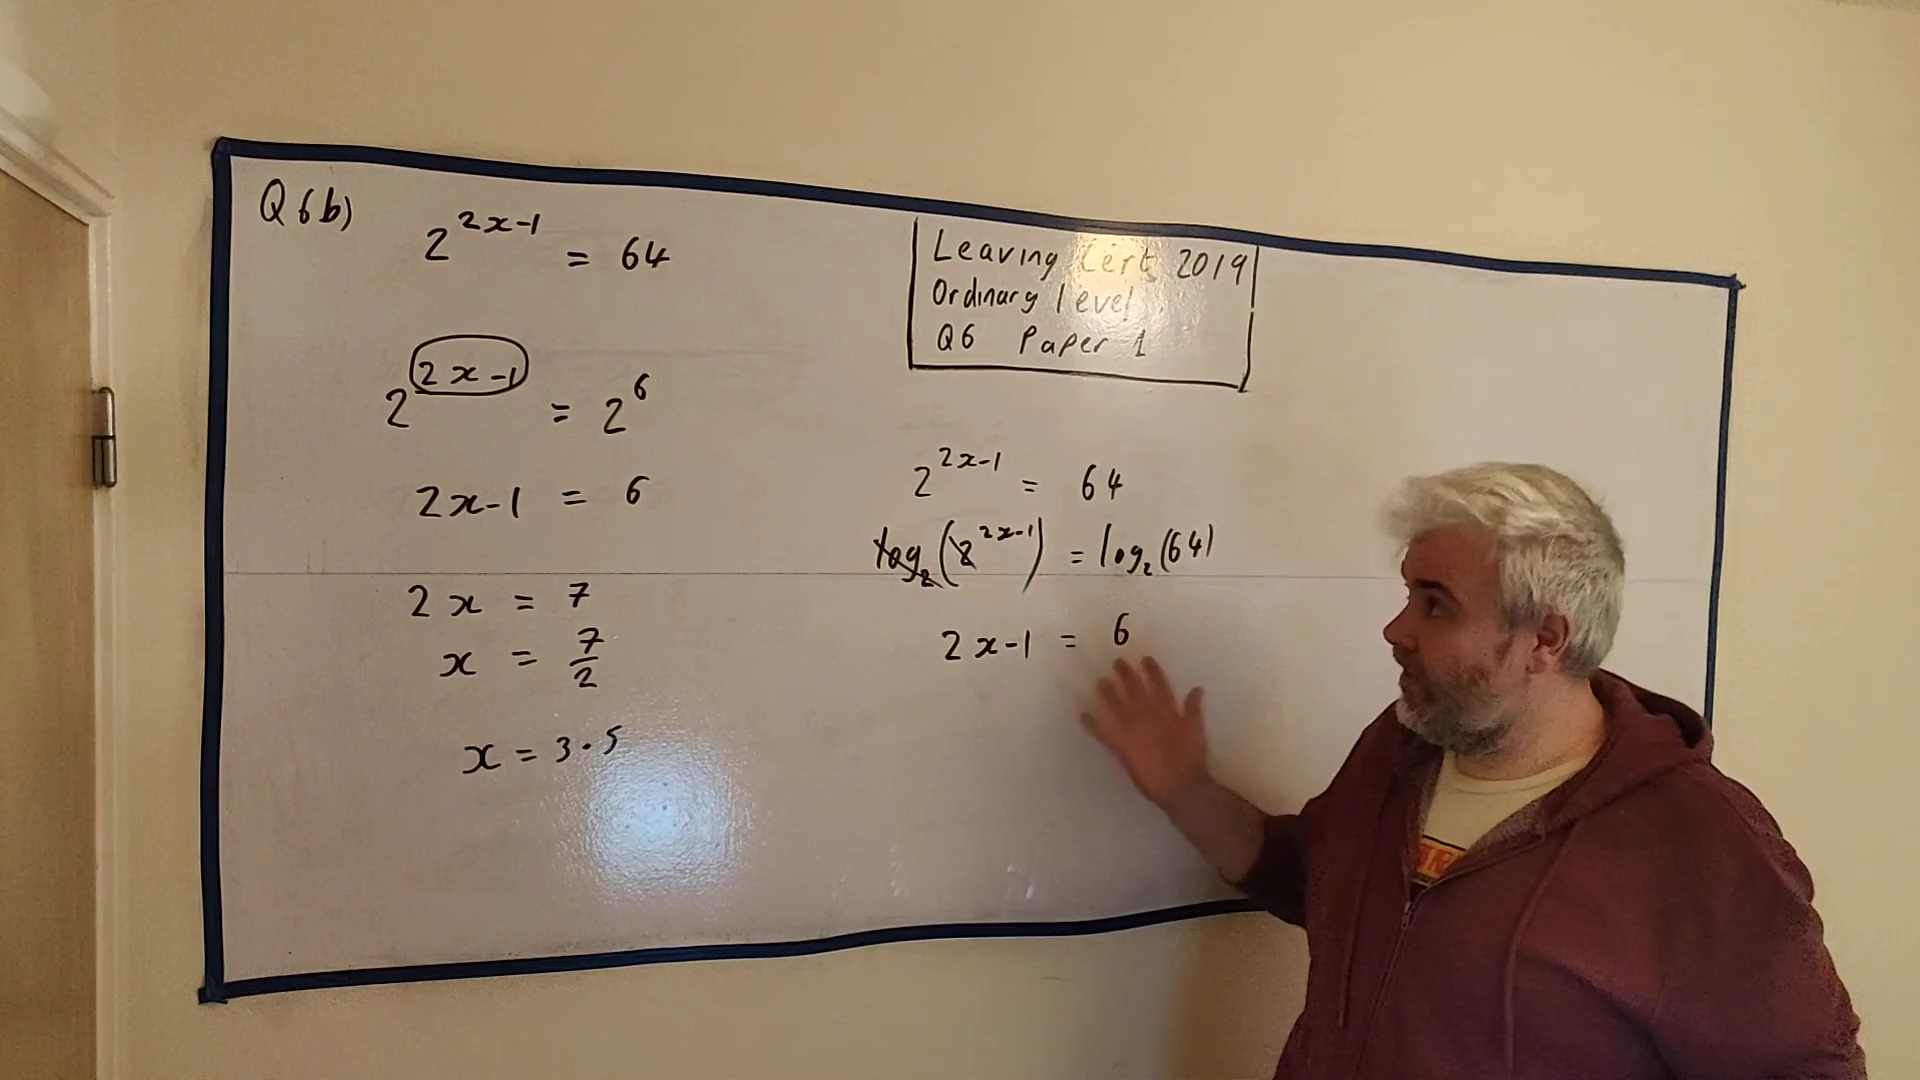 Q6b)
2^{2x-1} = 64
2^{2x-1} = 2^6
2x-1 = 6
2x = 7
x = 7/2
x = 3.5
Leaving Cert 2019
Ordinary level
Q6 Paper 1
2^{2x-1} = 64
log₂(2^{2x-1}) = log₂(64)
2x-1 = 6